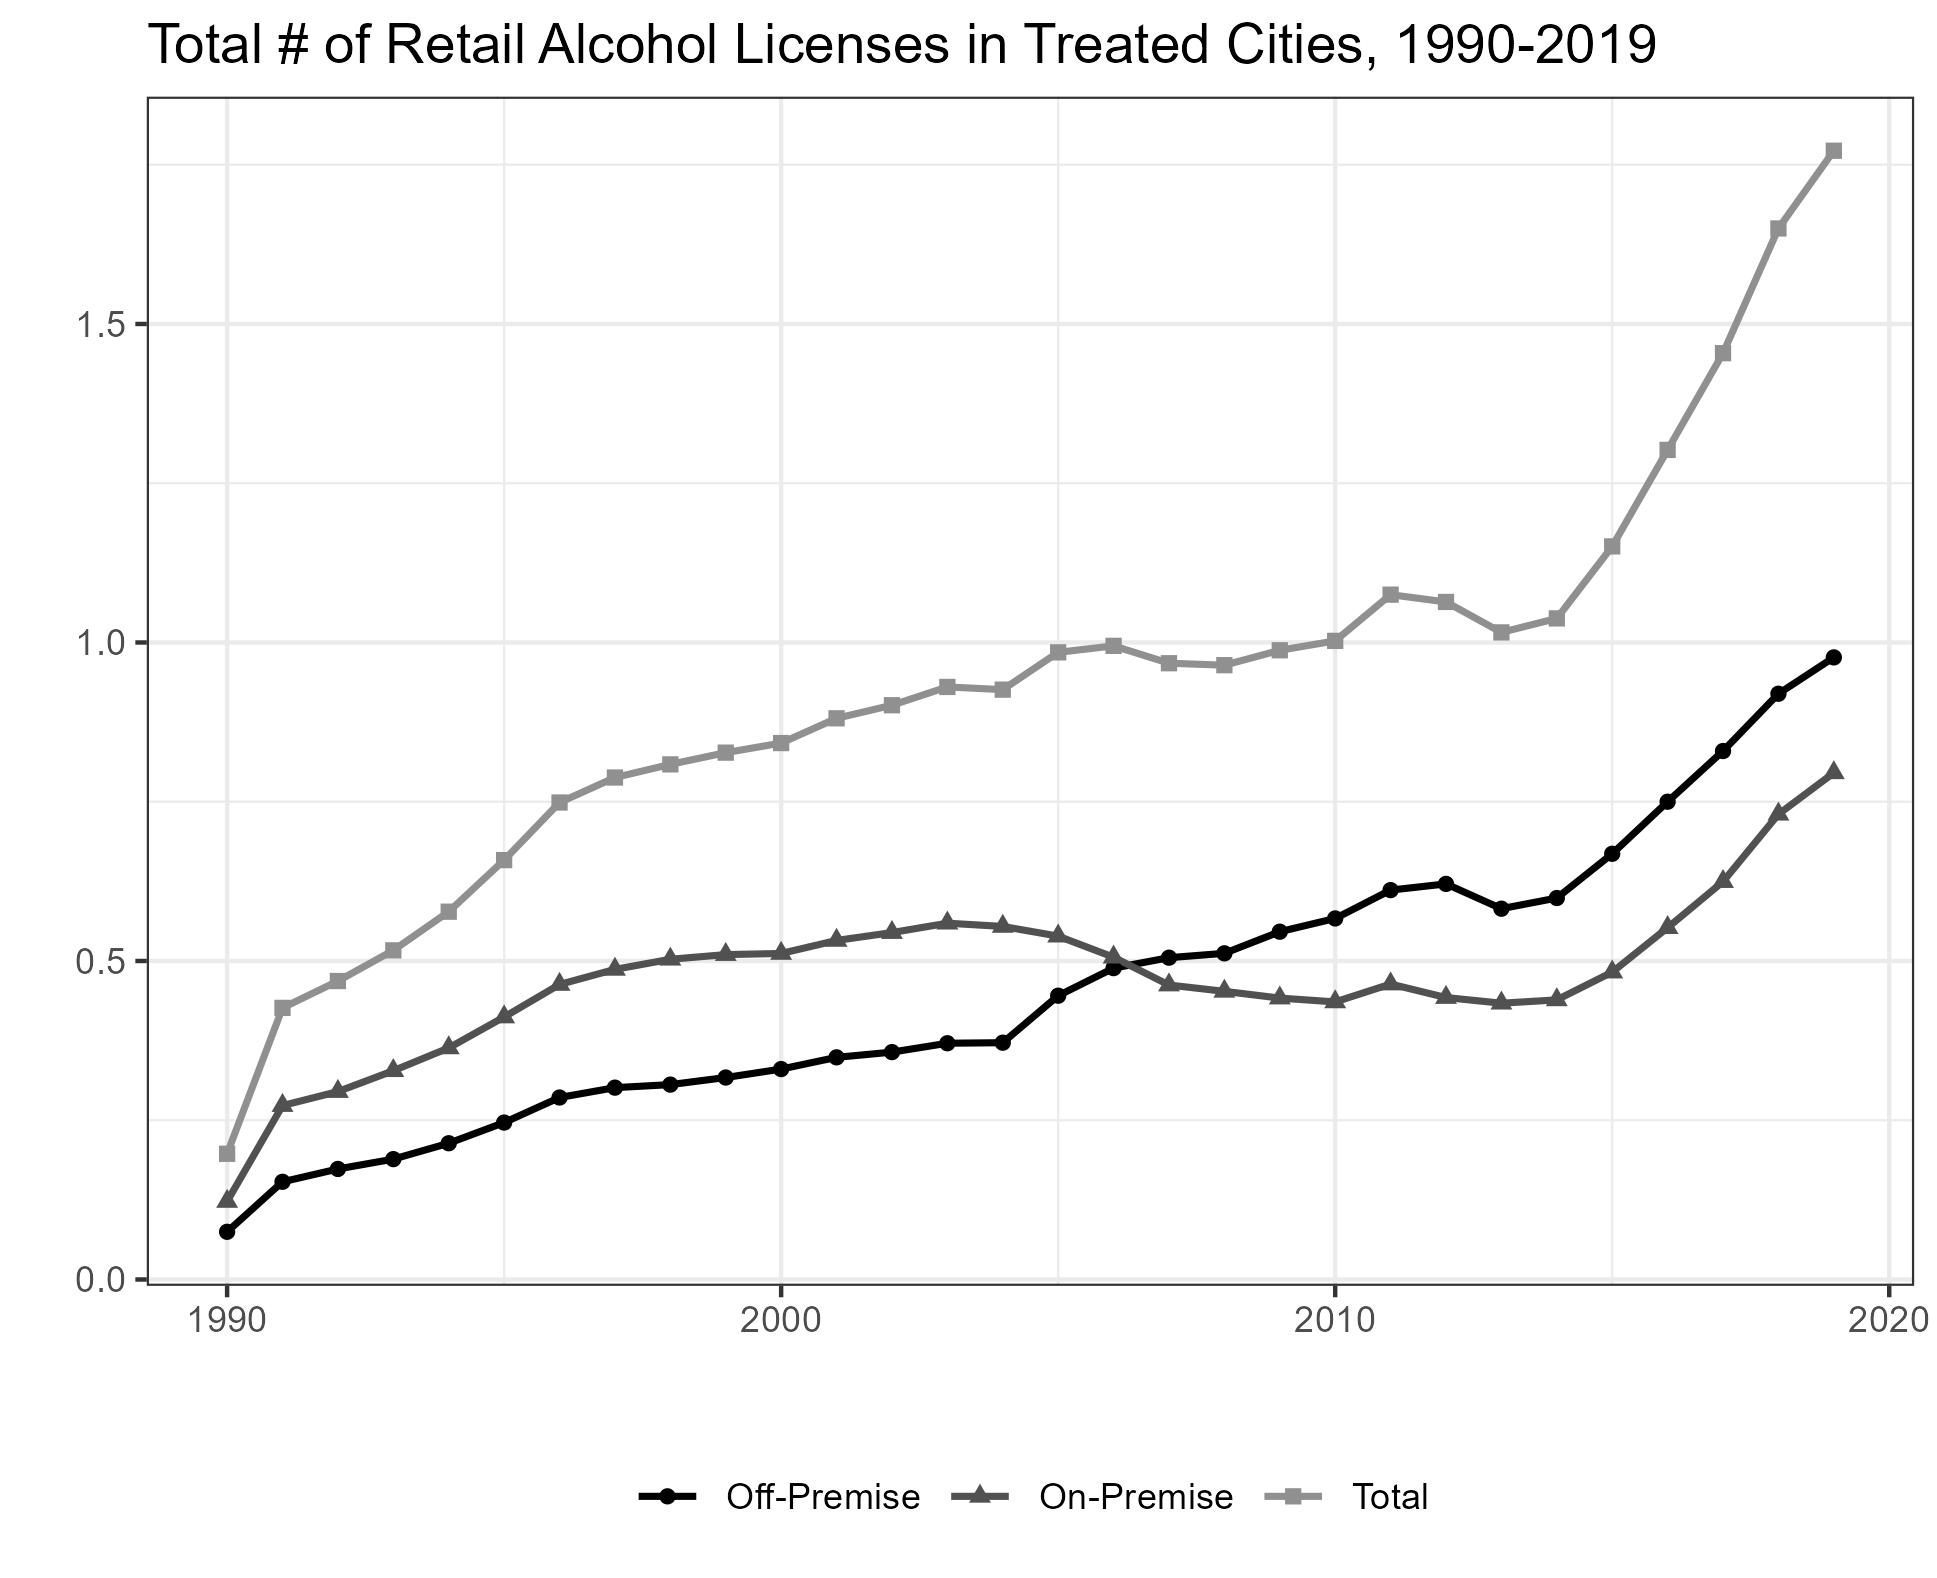 Total # of Retail Alcohol Licenses in Treated Cities, 1990-2019
1.5
1.0
0.5
0.0
1990 2000 2010 2020
Off-Premise On-Premise Total